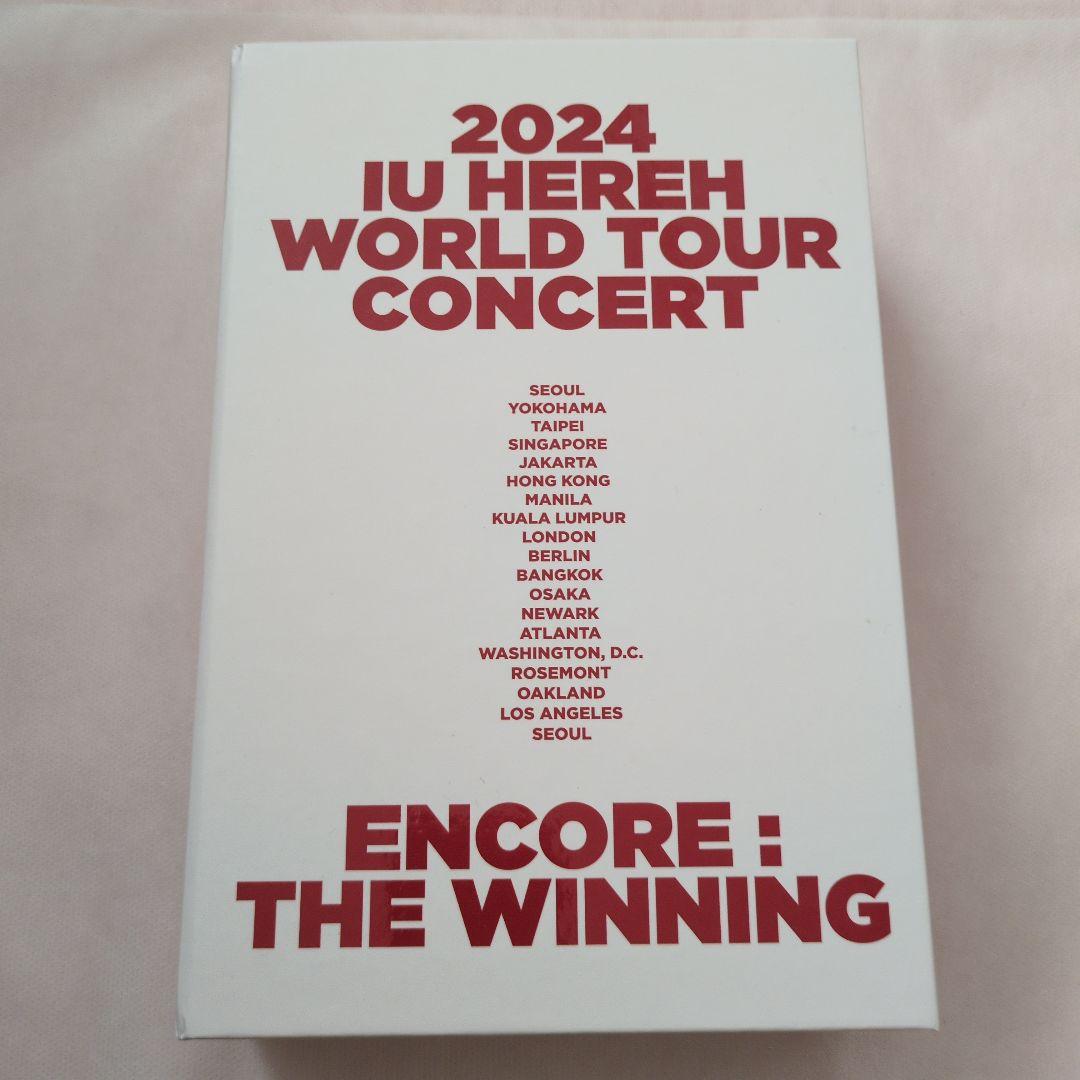 2024
IU HEREH
WORLD TOUR
CONCERT
SEOUL
YOKOHAMA
TAIPEI
SINGAPORE
JAKARTA
HONG KONG
MANILA
KUALA LUMPUR
LONDON
BERLIN
BANGKOK
OSAKA
NEWARK
ATLANTA
WASHINGTON, D.C.
ROSEMONT
OAKLAND
LOS ANGELES
SEOUL
ENCORE :
THE WINNING